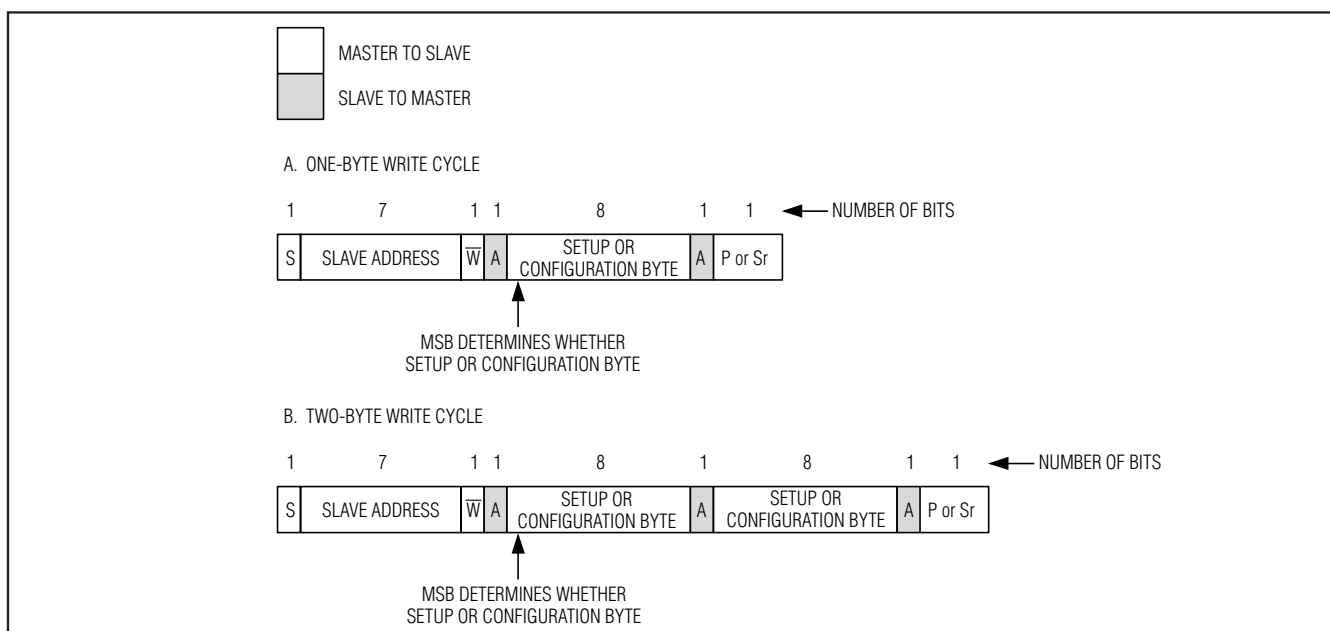 MASTER TO SLAVE
SLAVE TO MASTER
A. ONE-BYTE WRITE CYCLE
1 7 1 1 8 1 1 NUMBER OF BITS
S SLAVE ADDRESS W̅ A SETUP OR CONFIGURATION BYTE A P or Sr
MSB DETERMINES WHETHER
SETUP OR CONFIGURATION BYTE
B. TWO-BYTE WRITE CYCLE
1 7 1 1 8 1 8 1 1 NUMBER OF BITS
S SLAVE ADDRESS W̅ A SETUP OR CONFIGURATION BYTE A SETUP OR CONFIGURATION BYTE A P or Sr
MSB DETERMINES WHETHER
SETUP OR CONFIGURATION BYTE